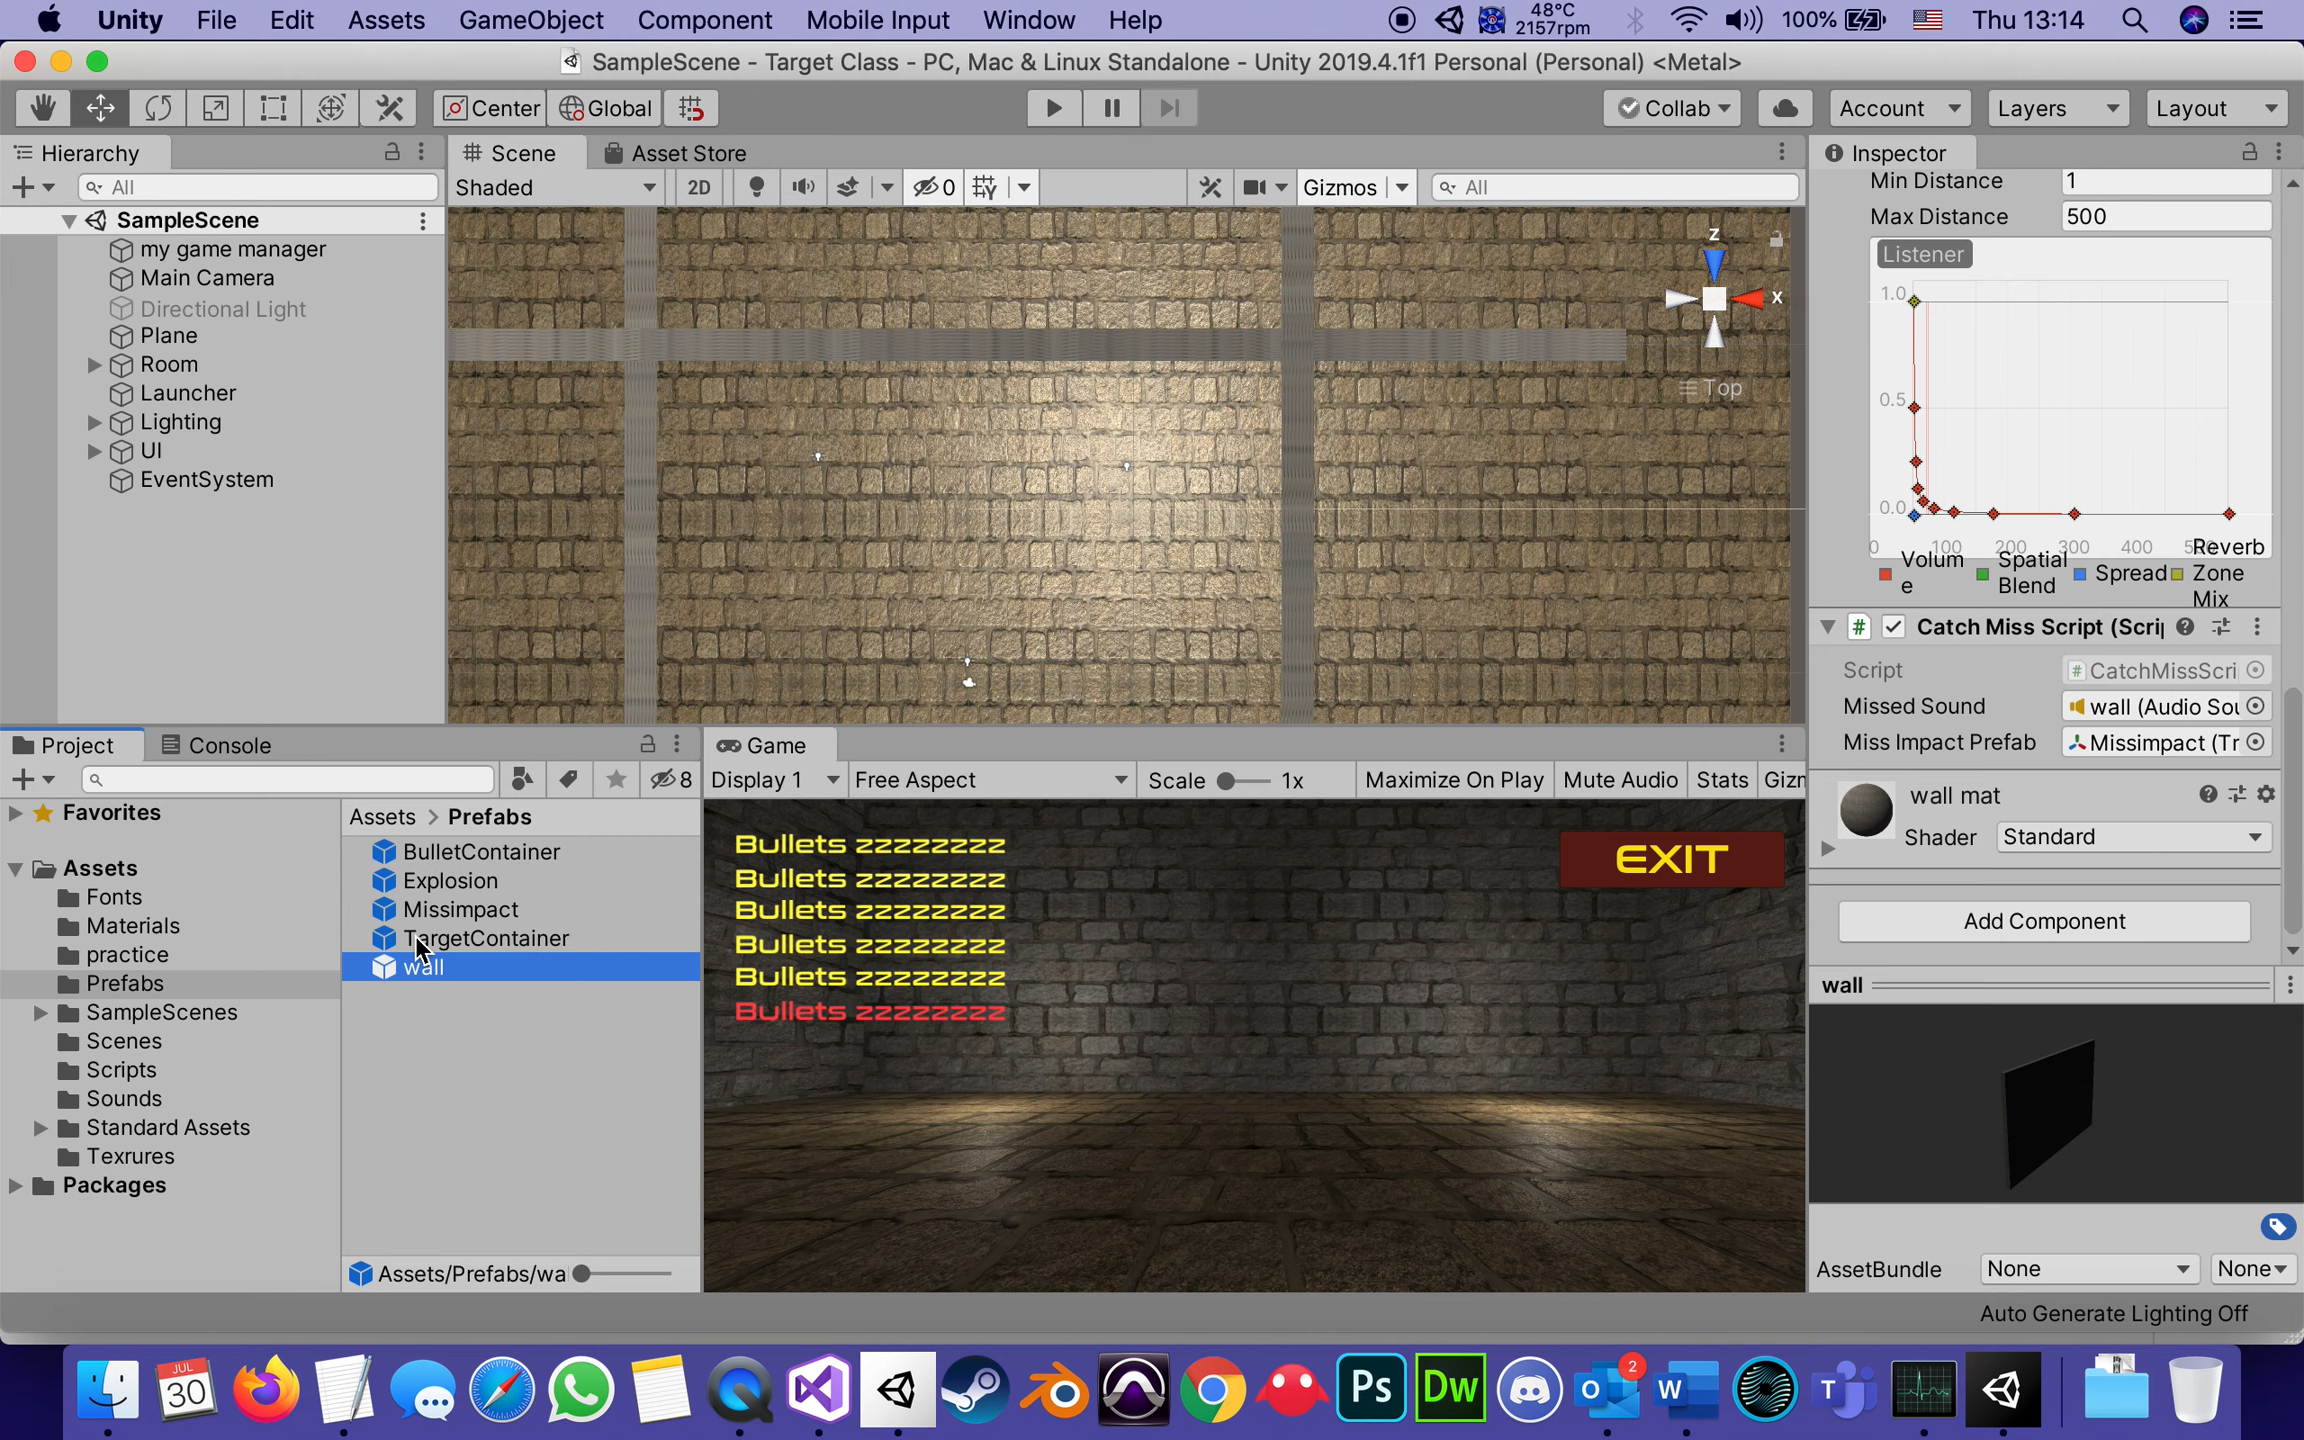 Unity File Edit Assets GameObject Component Mobile Input Window Help 48°C 2157rpm 100% Thu 13:14
SampleScene - Target Class - PC, Mac & Linux Standalone - Unity 2019.4.1f1 Personal (Personal) <Metal>
Center Global Collab Account Layers Layout
Hierarchy
All
SampleScene
my game manager
Main Camera
Directional Light
Plane
Room
Launcher
Lighting
UI
EventSystem
Scene Asset Store
Shaded 2D 0 Gizmos All
z
x
Top
Inspector
Min Distance 1
Max Distance 500
Listener
1.0
0.5
0.0
0 100 200 300 400
Volum
e
Spatial
Blend
Spread
Reverb
Zone
Mix
# Catch Miss Script (Scri
Script # CatchMissScri
Missed Sound wall (Audio Sou
Miss Impact Prefab Missimpact (Tr
wall mat
Shader Standard
Add Component
wall
AssetBundle None None
Project Console
8
Favorites
Assets
Fonts
Materials
practice
Prefabs
SampleScenes
Scenes
Scripts
Sounds
Standard Assets
Texrures
Packages
Assets > Prefabs
BulletContainer
Explosion
Missimpact
TargetContainer
wall
Assets/Prefabs/wa
Game
Display 1 Free Aspect Scale 1x Maximize On Play Mute Audio Stats Gizn
Bullets zzzzzzzz
Bullets zzzzzzzz
Bullets zzzzzzzz
Bullets zzzzzzzz
Bullets zzzzzzzz
Bullets zzzzzzzz
EXIT
Auto Generate Lighting Off
JUL
30
Ps
Dw
O
2
W
T